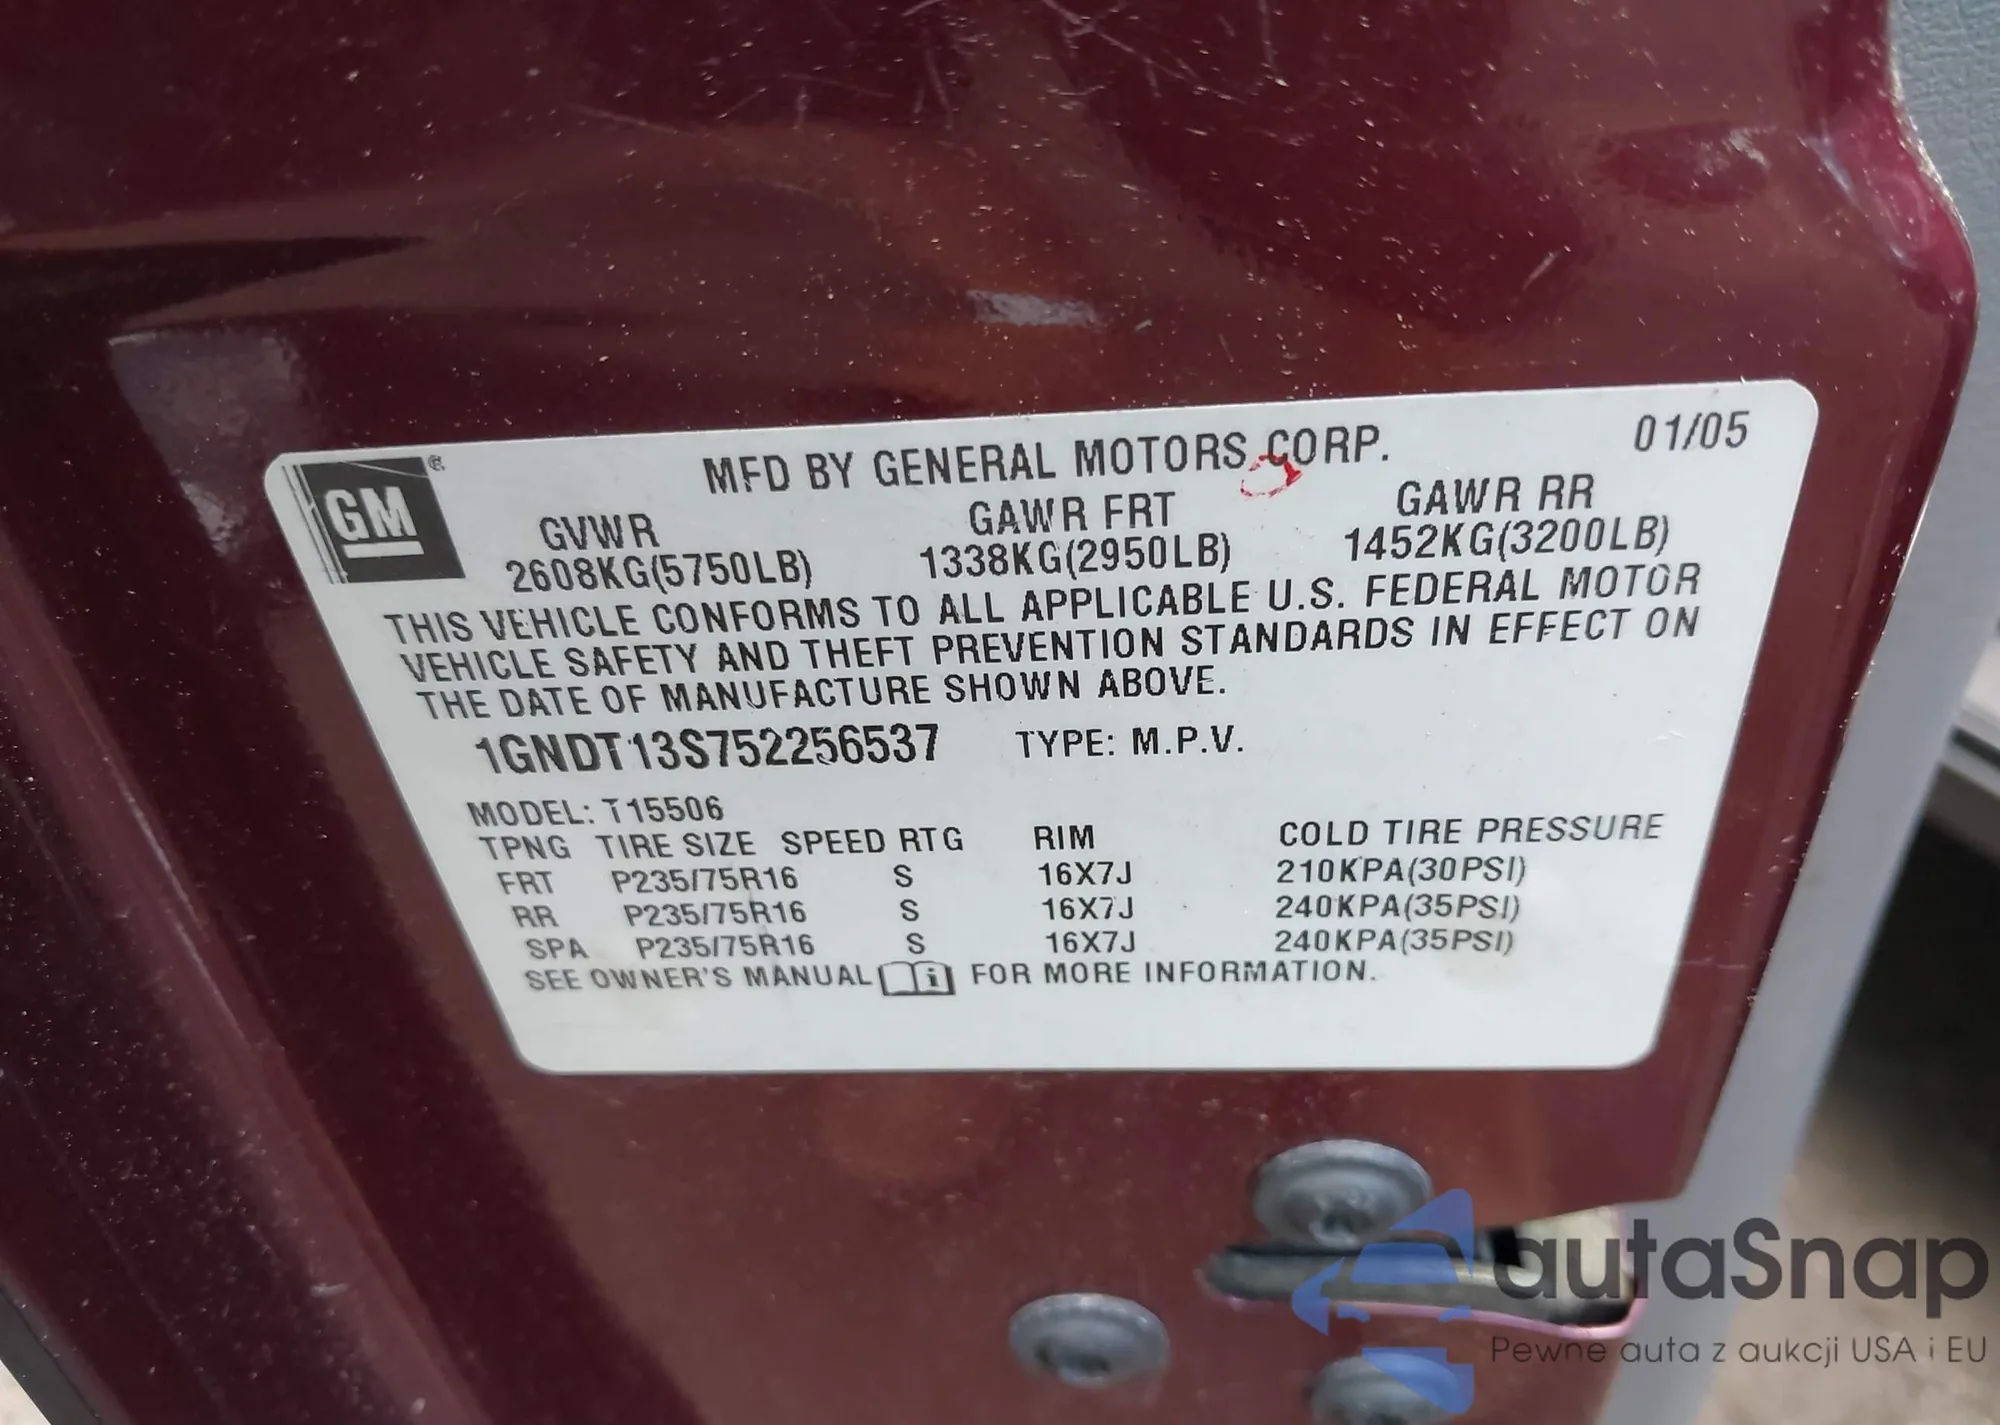 MFD BY GENERAL MOTORS CORP. 01/05
GM ®
GVWR GAWR FRT GAWR RR
2608KG(5750LB) 1338KG(2950LB) 1452KG(3200LB)
THIS VEHICLE CONFORMS TO ALL APPLICABLE U.S. FEDERAL MOTOR
VEHICLE SAFETY AND THEFT PREVENTION STANDARDS IN EFFECT ON
THE DATE OF MANUFACTURE SHOWN ABOVE.
1GNDT13S752256537 TYPE: M.P.V.
MODEL: T15506
TPNG TIRE SIZE SPEED RTG RIM COLD TIRE PRESSURE
FRT P235/75R16 S 16X7J 210KPA(30PSI)
RR P235/75R16 S 16X7J 240KPA(35PSI)
SPA P235/75R16 S 16X7J 240KPA(35PSI)
SEE OWNER'S MANUAL i FOR MORE INFORMATION.
autaSnap
Pewne auta z aukcji USA i EU